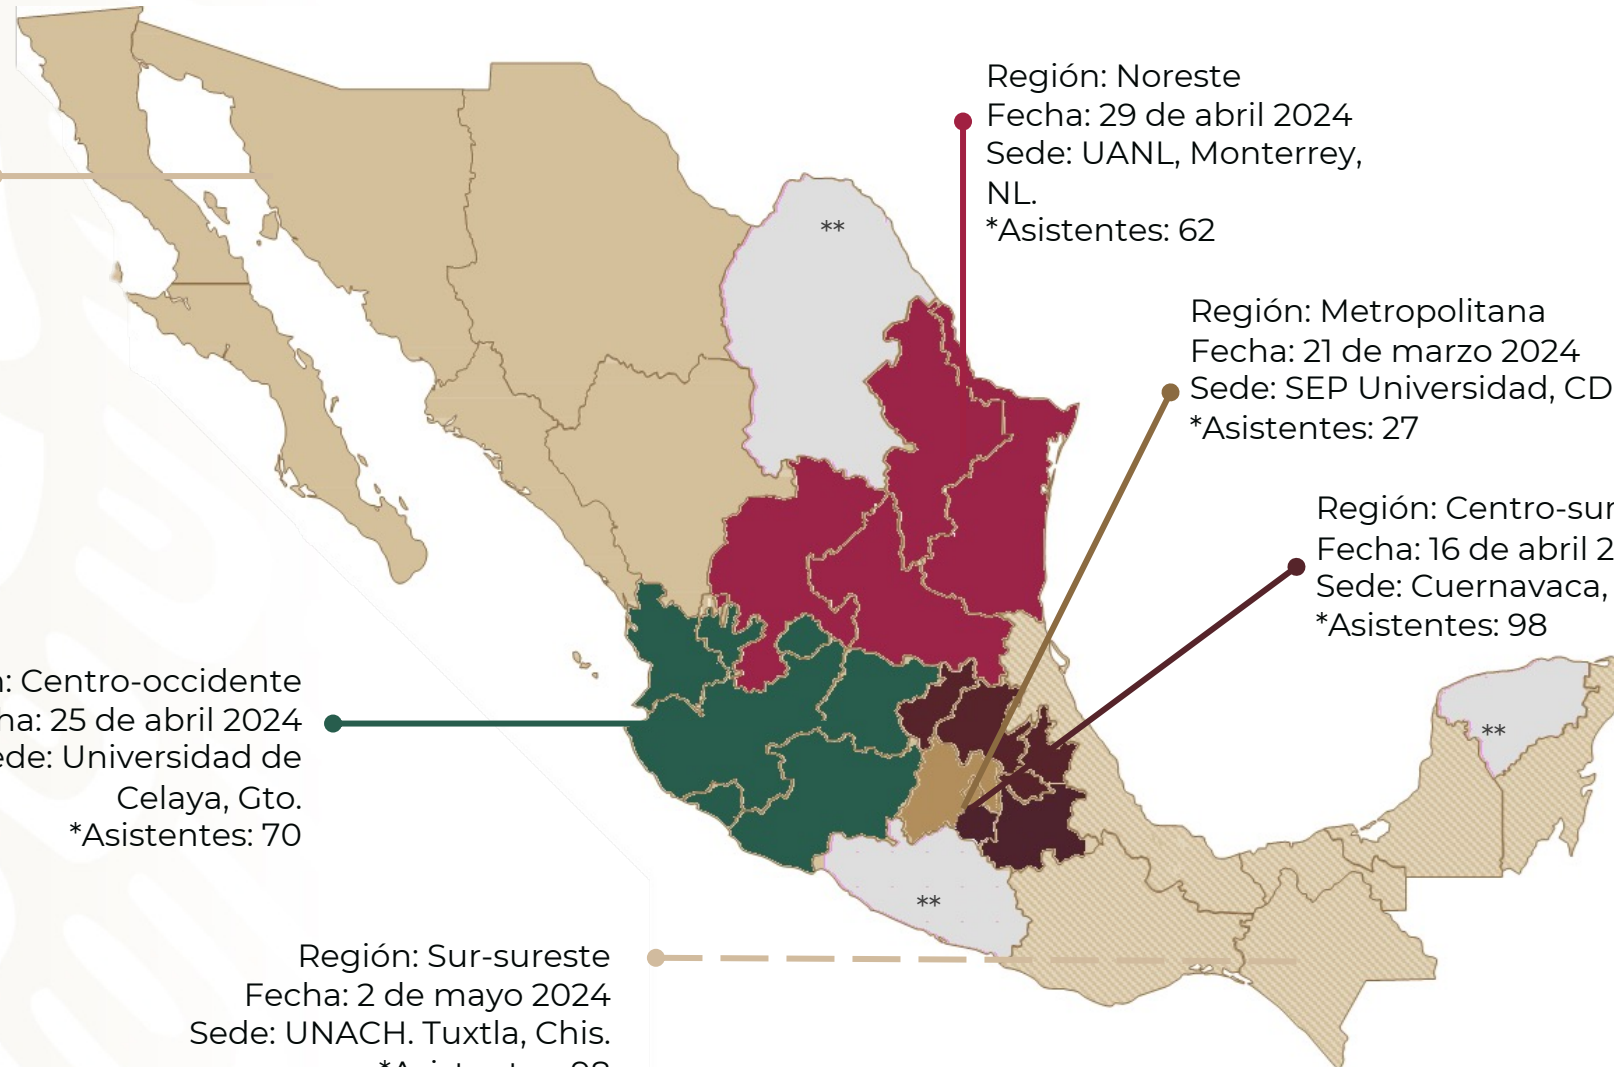 Región: Noreste
Fecha: 29 de abril 2024
Sede: UANL, Monterrey,
NL.
*Asistentes: 62
**
Región: Metropolitana
Fecha: 21 de marzo 2024
Sede: SEP Universidad, CD
*Asistentes: 27
Región: Centro-sur
Fecha: 16 de abril 2
Sede: Cuernavaca,
*Asistentes: 98
: Centro-occidente
ha: 25 de abril 2024
ede: Universidad de
Celaya, Gto.
*Asistentes: 70
**
**
Región: Sur-sureste
Fecha: 2 de mayo 2024
Sede: UNACH. Tuxtla, Chis.